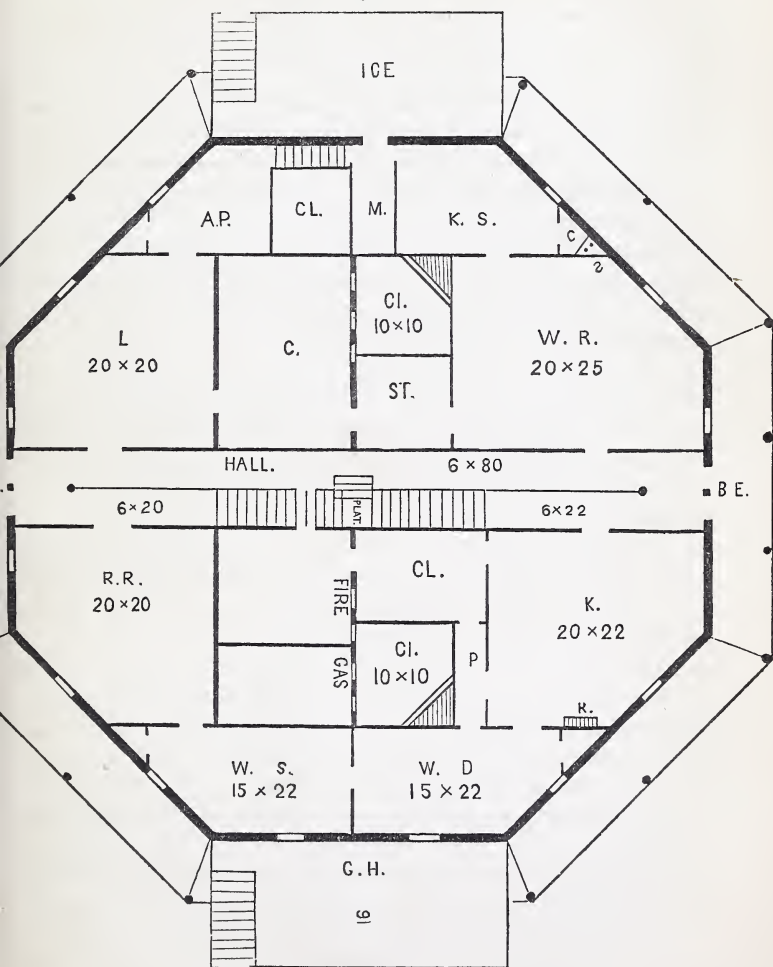 ICE
A.P.
CL.
M.
K. S.
C
2
L
20 × 20
C.
Cl.
10×10
ST.
W. R.
20×25
HALL.
6 × 80
6×20
PLAT.
6×22
B E.
R.R.
20×20
FIRE
CL.
K.
20×22
GAS
Cl.
10×10
P
R.
W. S.
15 × 22
W. D
15 × 22
G.H.
16